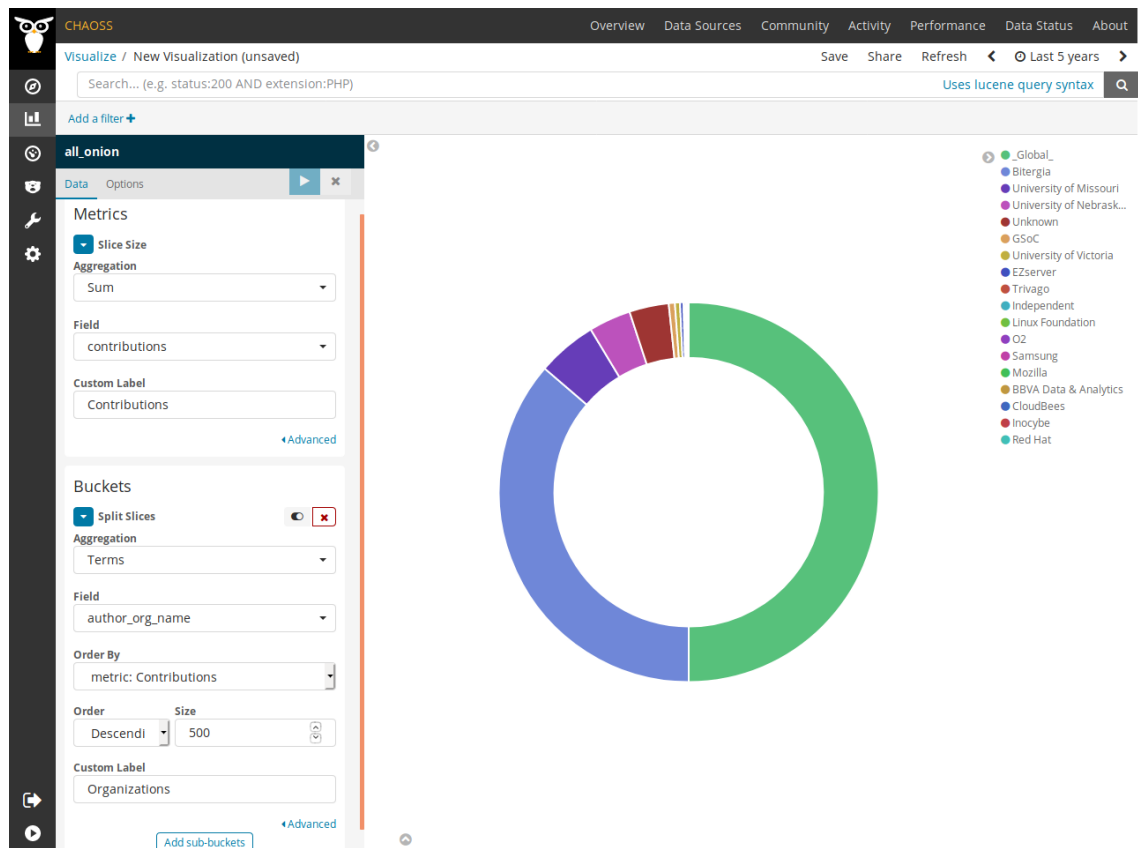 CHAOSS
Overview Data Sources Community Activity Performance Data Status About
Visualize / New Visualization (unsaved)
Save Share Refresh Last 5 years
Search... (e.g. status:200 AND extension:PHP)
Uses lucene query syntax
Add a filter +
all_onion
Data Options
Metrics
Slice Size
Aggregation
Sum
Field
contributions
Custom Label
Contributions
Advanced
Buckets
Split Slices
Aggregation
Terms
Field
author_org_name
Order By
metric: Contributions
Order Size
Descendi 500
Custom Label
Organizations
Advanced
Add sub-buckets
_Global_
Bitergia
University of Missouri
University of Nebrask...
Unknown
GSoC
University of Victoria
EZserver
Trivago
Independent
Linux Foundation
O2
Samsung
Mozilla
BBVA Data & Analytics
CloudBees
Inocybe
Red Hat